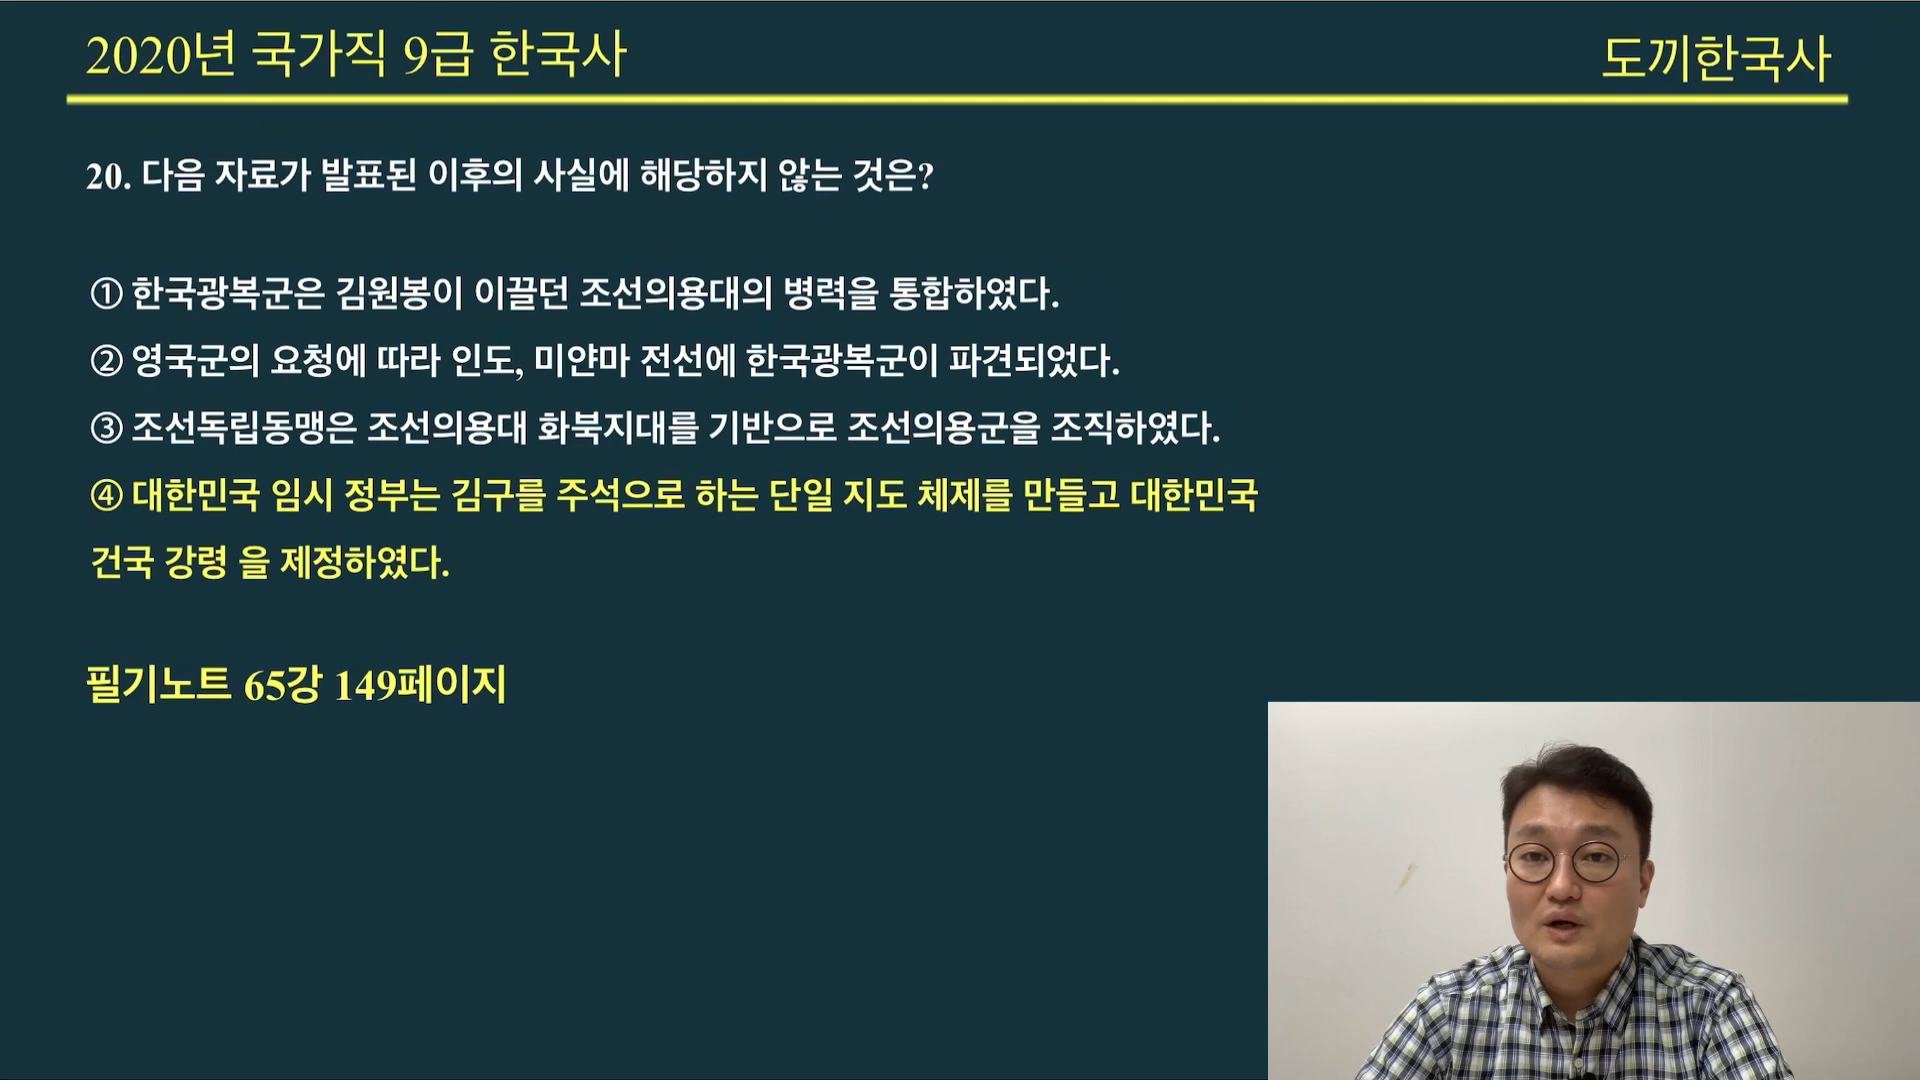 2020년 국가직 9급 한국사
도끼한국사
20. 다음 자료가 발표된 이후의 사실에 해당하지 않는 것은?
① 한국광복군은 김원봉이 이끌던 조선의용대의 병력을 통합하였다.
② 영국군의 요청에 따라 인도, 미얀마 전선에 한국광복군이 파견되었다.
③ 조선독립동맹은 조선의용대 화북지대를 기반으로 조선의용군을 조직하였다.
④ 대한민국 임시 정부는 김구를 주석으로 하는 단일 지도 체제를 만들고 대한민국
건국 강령 을 제정하였다.
필기노트 65강 149페이지